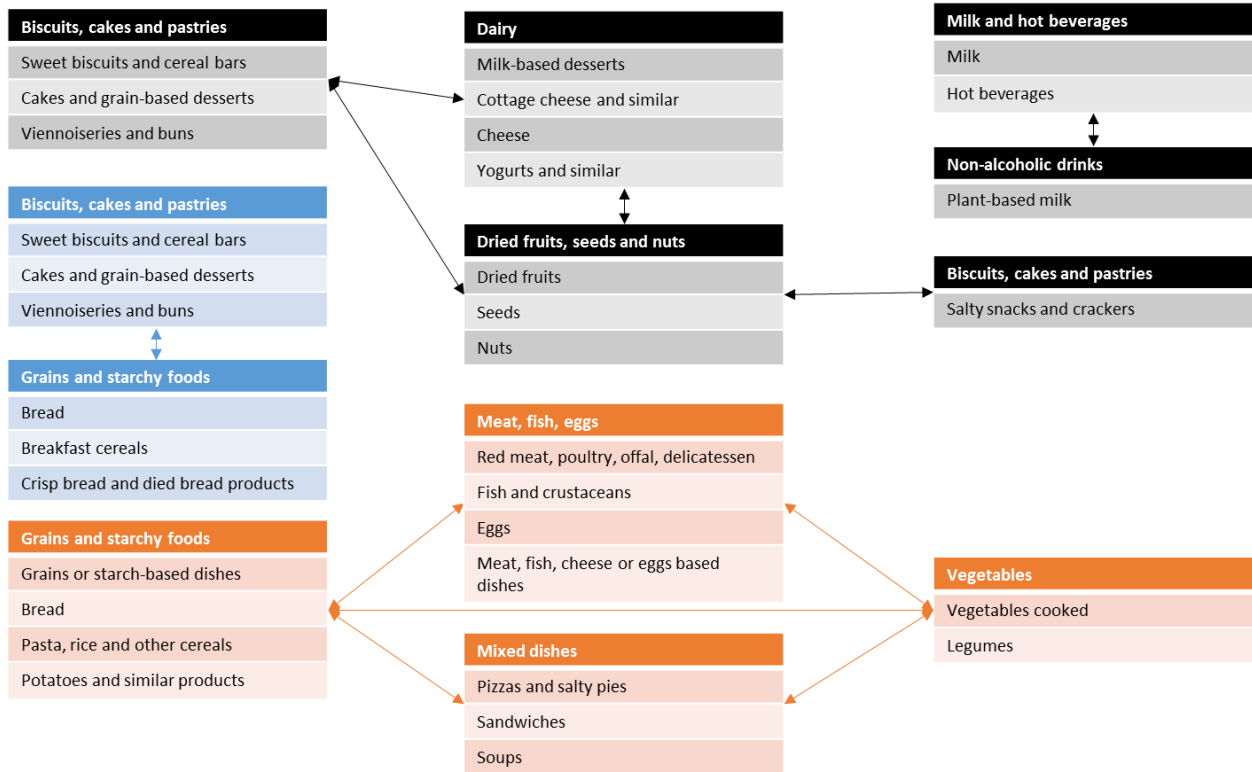 Biscuits, cakes and pastries
Sweet biscuits and cereal bars
Cakes and grain-based desserts
Viennoiseries and buns
Biscuits, cakes and pastries
Sweet biscuits and cereal bars
Cakes and grain-based desserts
Viennoiseries and buns
Grains and starchy foods
Bread
Breakfast cereals
Crisp bread and died bread products
Grains and starchy foods
Grains or starch-based dishes
Bread
Pasta, rice and other cereals
Potatoes and similar products
Dairy
Milk-based desserts
Cottage cheese and similar
Cheese
Yogurts and similar
Dried fruits, seeds and nuts
Dried fruits
Seeds
Nuts
Meat, fish, eggs
Red meat, poultry, offal, delicatessen
Fish and crustaceans
Eggs
Meat, fish, cheese or eggs based
dishes
Mixed dishes
Pizzas and salty pies
Sandwiches
Soups
Milk and hot beverages
Milk
Hot beverages
Non-alcoholic drinks
Plant-based milk
Biscuits, cakes and pastries
Salty snacks and crackers
Vegetables
Vegetables cooked
Legumes